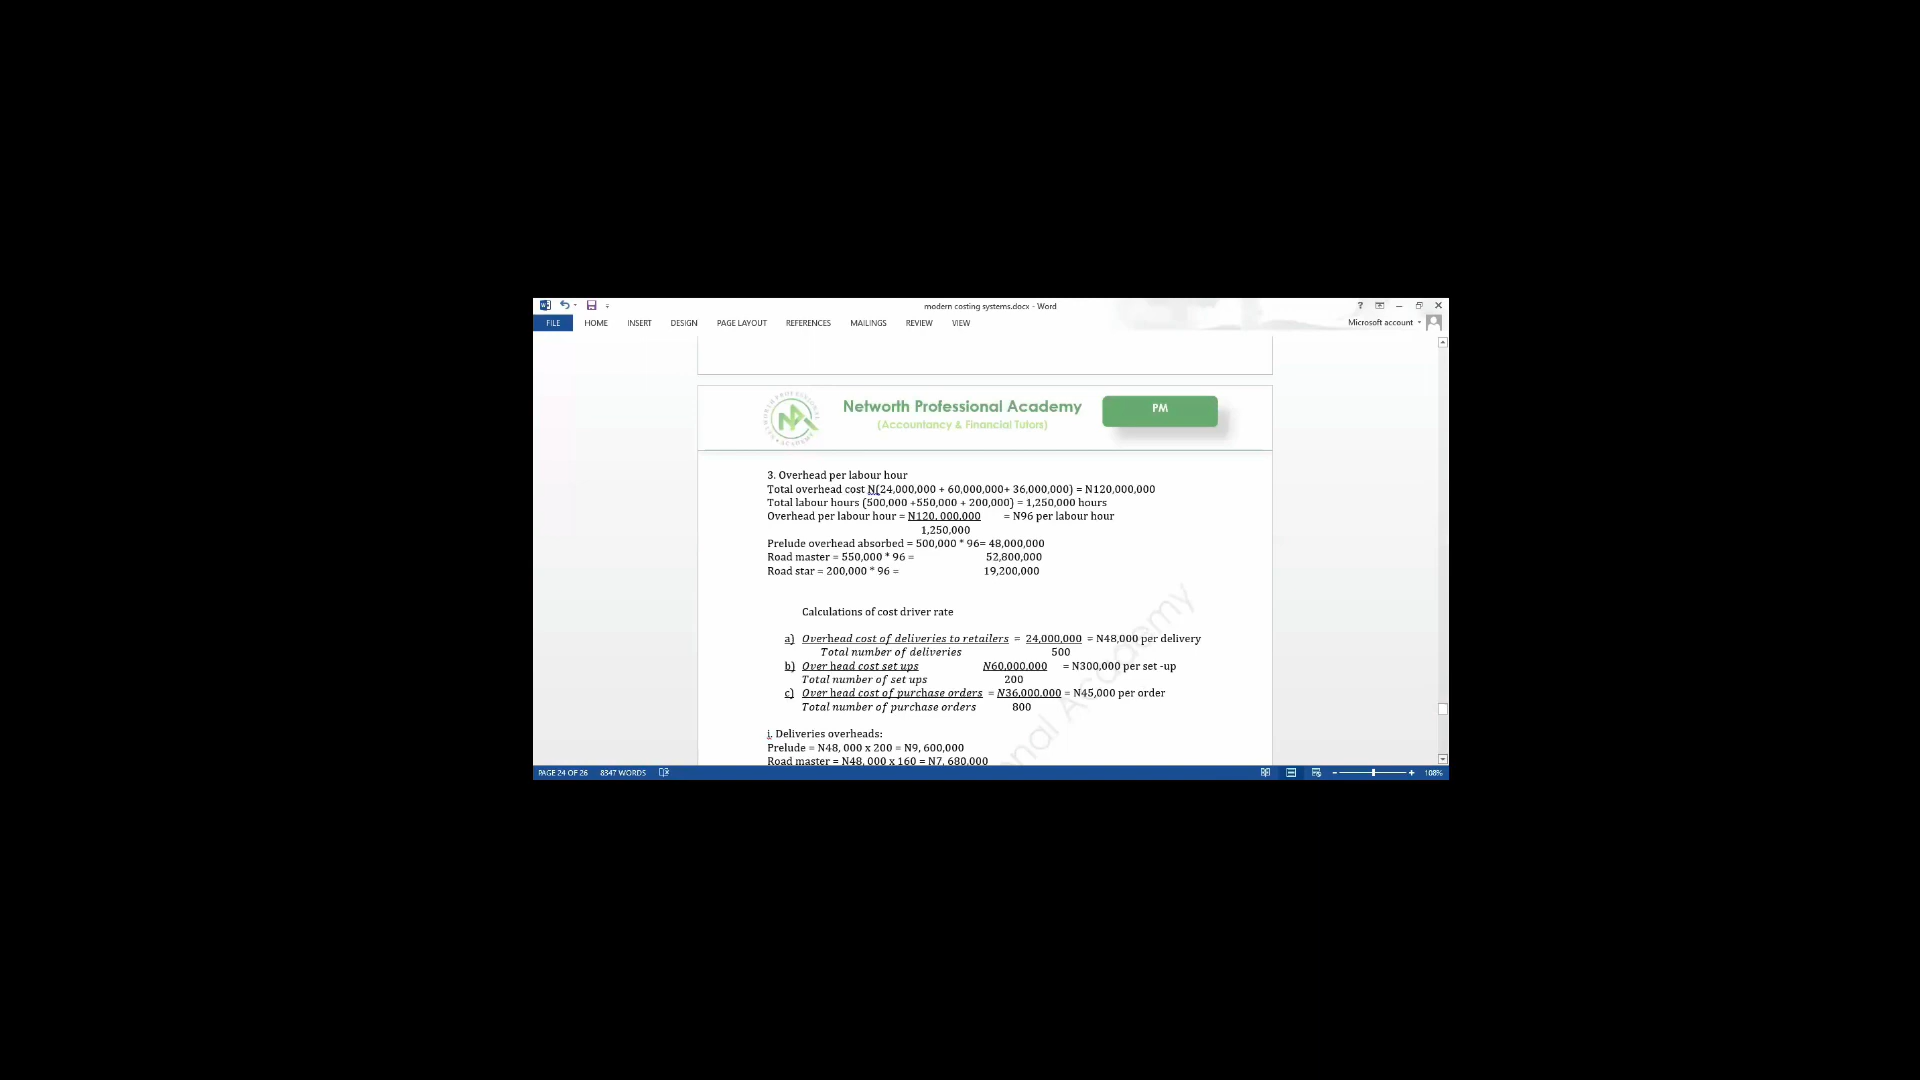 modern costing systems.docx - Word
FILE HOME INSERT DESIGN PAGE LAYOUT REFERENCES MAILINGS REVIEW VIEW
Microsoft account
Networth Professional Academy
(Accountancy & Financial Tutors)
PM
3. Overhead per labour hour
Total overhead cost N(24,000,000 + 60,000,000+ 36,000,000) = N120,000,000
Total labour hours (500,000 +550,000 + 200,000) = 1,250,000 hours
Overhead per labour hour = N120, 000,000 = N96 per labour hour
1,250,000
Prelude overhead absorbed = 500,000 * 96= 48,000,000
Road master = 550,000 * 96 = 52,800,000
Road star = 200,000 * 96 = 19,200,000
Calculations of cost driver rate
a) Overhead cost of deliveries to retailers = 24,000,000 = N48,000 per delivery
Total number of deliveries 500
b) Over head cost set ups N60,000,000 = N300,000 per set -up
Total number of set ups 200
c) Over head cost of purchase orders = N36,000,000 = N45,000 per order
Total number of purchase orders 800
i. Deliveries overheads:
Prelude = N48, 000 x 200 = N9, 600,000
Road master = N48, 000 x 160 = N7, 680,000
PAGE 24 OF 26 8347 WORDS 108%